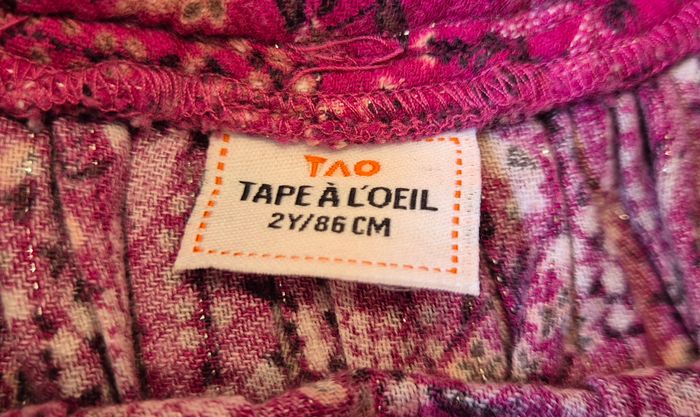 TAO
TAPE À L'OEIL
2Y/86 CM